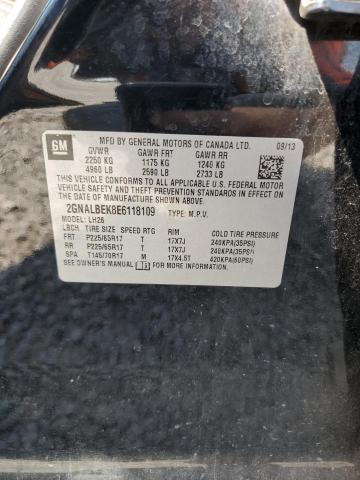 GM
MFD BY GENERAL MOTORS OF CANADA LTD.
GVWR GAWR FRT GAWR RR 09/13
2250 KG 1175 KG 1240 KG
4960 LB 2590 LB 2733 LB
THIS VEHICLE CONFORMS TO ALL APPLICABLE U.S. FEDERAL MOTOR
VEHICLE SAFETY, BUMPER, AND THEFT PREVENTION STANDARDS IN EFFECT ON
THE DATE OF MANUFACTURE SHOWN ABOVE.
2GNALBEK8E6118109 TYPE: M.P.V.
MODEL: LH26
LBCH TIRE SIZE SPEED RTG RIM COLD TIRE PRESSURE
FRT P225/65R17 T 17X7J 240KPA(35PSI)
RR P225/65R17 T 17X7J 240KPA(35PSI)
SPA T145/70R17 M 17X4.5T 420KPA(60PSI)
SEE OWNER'S MANUAL FOR ADDITIONAL INFORMATION.